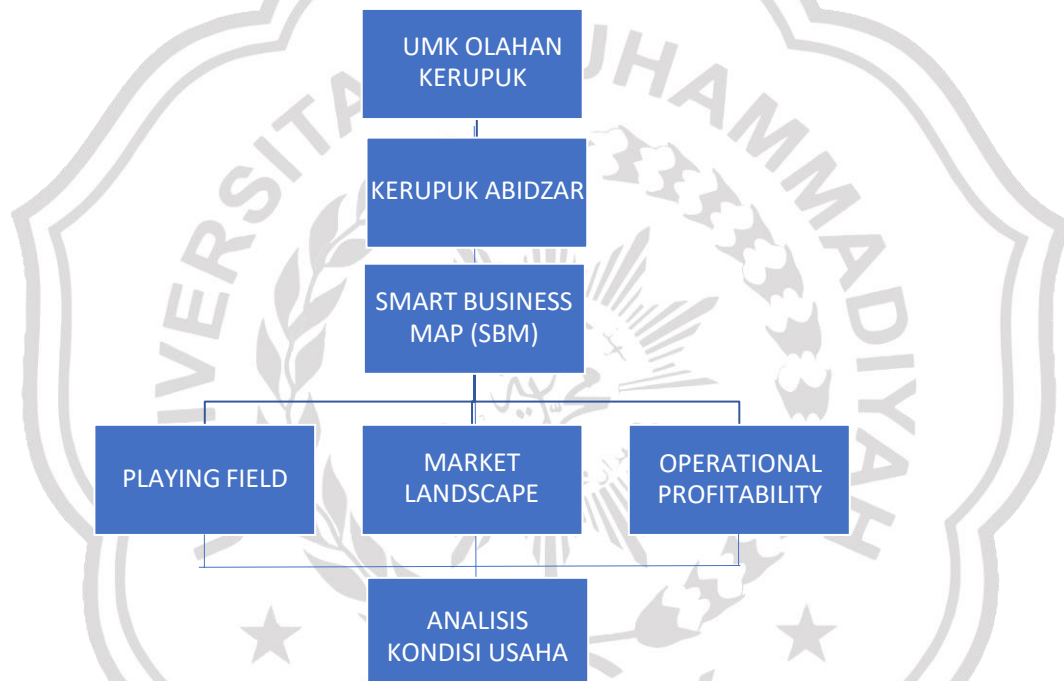 UMK OLAHAN
KERUPUK
KERUPUK ABIDZAR
SMART BUSINESS
MAP (SBM)
PLAYING FIELD
MARKET
LANDSCAPE
OPERATIONAL
PROFITABILITY
ANALISIS
KONDISI USAHA